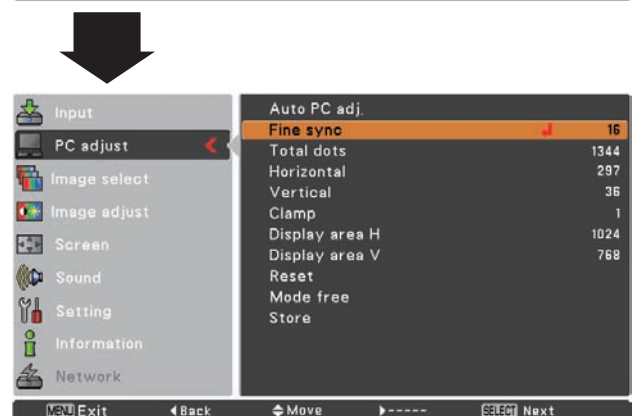 Input
PC adjust
Image select
Image adjust
Screen
Sound
Setting
Information
Network
Auto PC adj.
Fine sync 16
Total dots 1344
Horizontal 297
Vertical 36
Clamp 1
Display area H 1024
Display area V 768
Reset
Mode free
Store
MENU Exit ◀Back ◆Move ▶----- SELECT Next